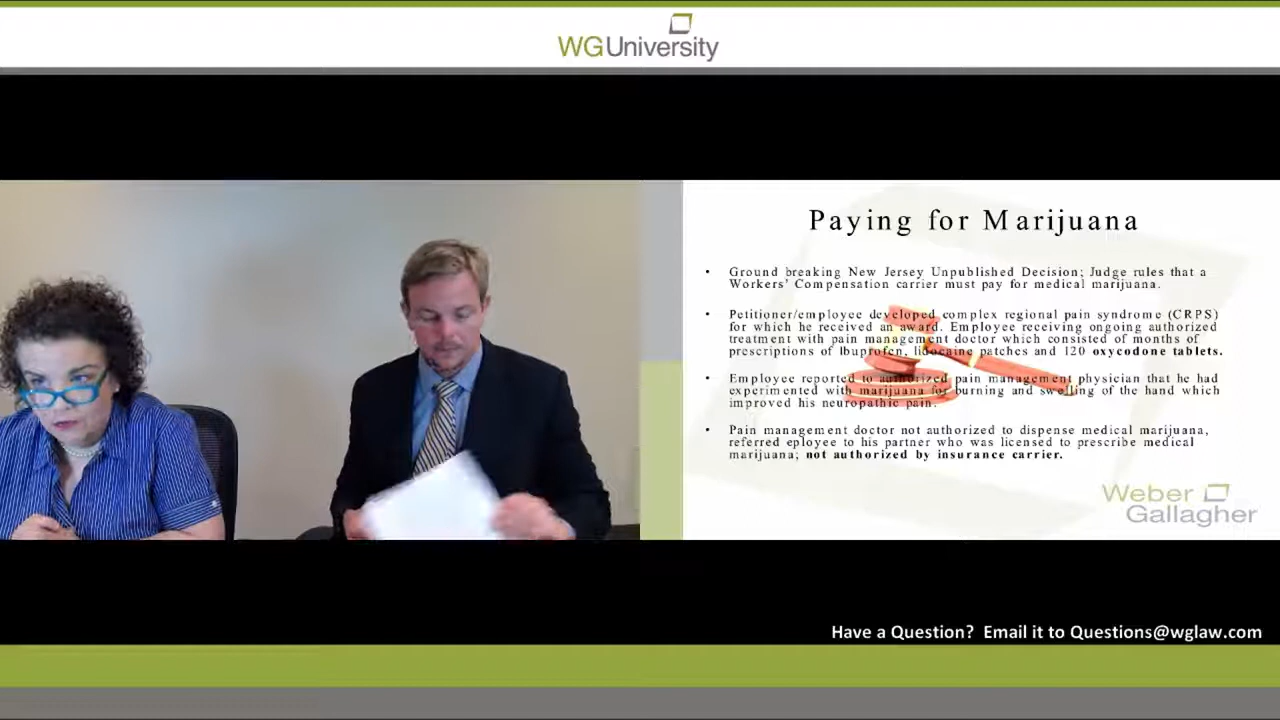 WGUniversity
Paying for Marijuana
• Ground breaking New Jersey Unpublished Decision; Judge rules that a
Workers' Compensation carrier must pay for medical marijuana.
• Petitioner/employee developed complex regional pain syndrome (CRPS)
for which he received an award. Employee receiving ongoing authorized
treatment with pain management doctor which consisted of months of
prescriptions of Ibuprofen, lidocaine patches and 120 oxycodone tablets.
• Employee reported to authorized pain management physician that he had
experimented with marijuana for burning and swelling of the hand which
improved his neuropathic pain.
• Pain management doctor not authorized to dispense medical marijuana,
referred eployee to his partner who was licensed to prescribe medical
marijuana; not authorized by insurance carrier.
Weber
Gallagher
Have a Question? Email it to Questions@wglaw.com